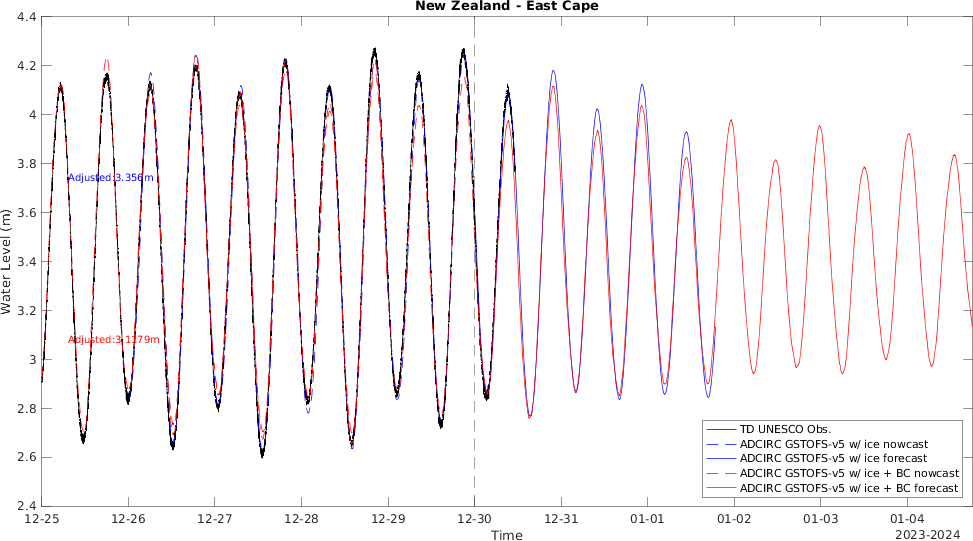 New Zealand - East Cape
4.4
4.2
4
3.8
3.6
3.4
3.2
3
2.8
2.6
2.4
Water Level (m)
Adjusted:3.356m
Adjusted:3.1179m
TD UNESCO Obs.
ADCIRC GSTOFS-v5 w/ ice nowcast
ADCIRC GSTOFS-v5 w/ ice forecast
ADCIRC GSTOFS-v5 w/ ice + BC nowcast
ADCIRC GSTOFS-v5 w/ ice + BC forecast
12-25 12-26 12-27 12-28 12-29 12-30 12-31 01-01 01-02 01-03 01-04
Time
2023-2024